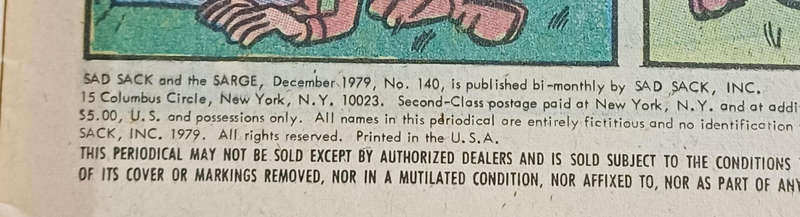 SAD SACK and the SARGE, December 1979, No. 140, is published bi-monthly by SAD SACK, INC.
15 Columbus Circle, New York, N.Y. 10023. Second-Class postage paid at New York, N.Y. and at addi
$5.00, U.S. and possessions only. All names in this periodical are entirely fictitious and no identification
SACK, INC. 1979. All rights reserved. Printed in the U.S.A.
THIS PERIODICAL MAY NOT BE SOLD EXCEPT BY AUTHORIZED DEALERS AND IS SOLD SUBJECT TO THE CONDITIONS
OF ITS COVER OR MARKINGS REMOVED, NOR IN A MUTILATED CONDITION, NOR AFFIXED TO, NOR AS PART OF ANY